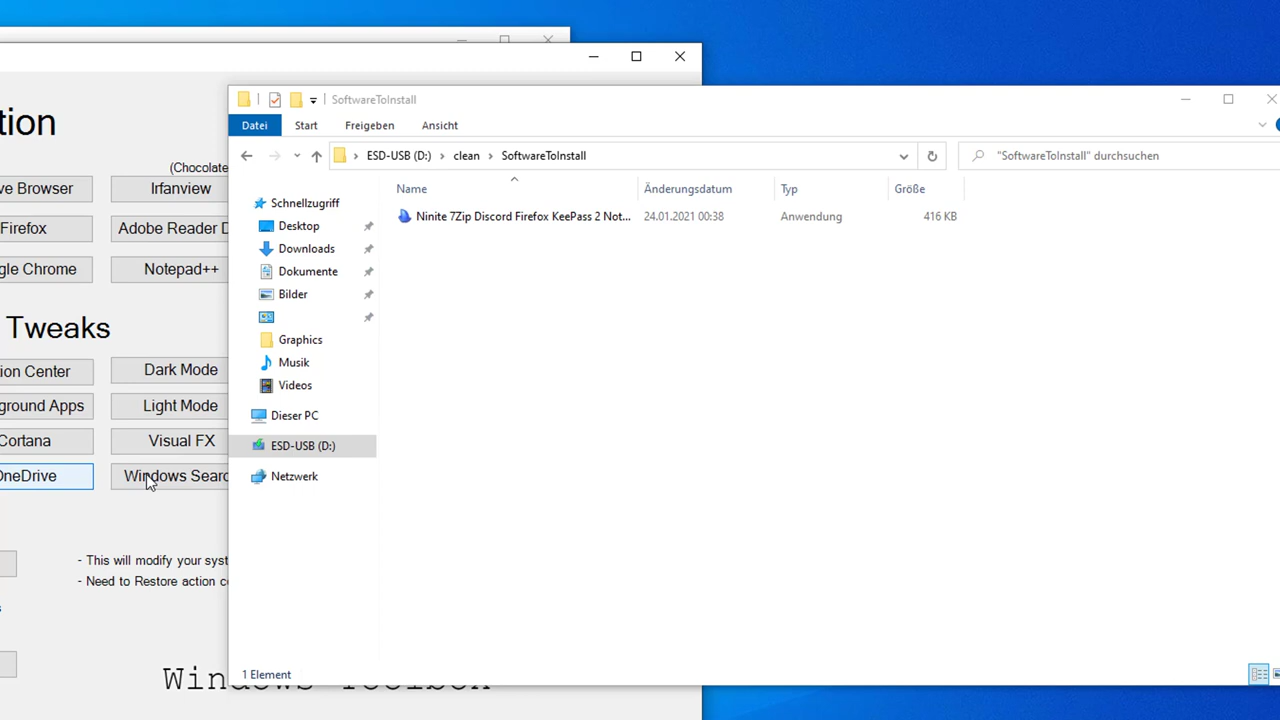 tion
(Chocolate
ve Browser
Irfanview
Firefox
Adobe Reader D
gle Chrome
Notepad++
Tweaks
ion Center
Dark Mode
ground Apps
Light Mode
Cortana
Visual FX
OneDrive
Windows Searc
- This will modify your syst
- Need to Restore action ce
s
Windows Toolbox
SoftwareToInstall
Datei
Start
Freigeben
Ansicht
ESD-USB (D:) > clean > SoftwareToInstall
"SoftwareToInstall" durchsuchen
Name
Änderungsdatum
Typ
Größe
Ninite 7Zip Discord Firefox KeePass 2 Not...
24.01.2021 00:38
Anwendung
416 KB
Schnellzugriff
Desktop
Downloads
Dokumente
Bilder
Graphics
Musik
Videos
Dieser PC
ESD-USB (D:)
Netzwerk
1 Element